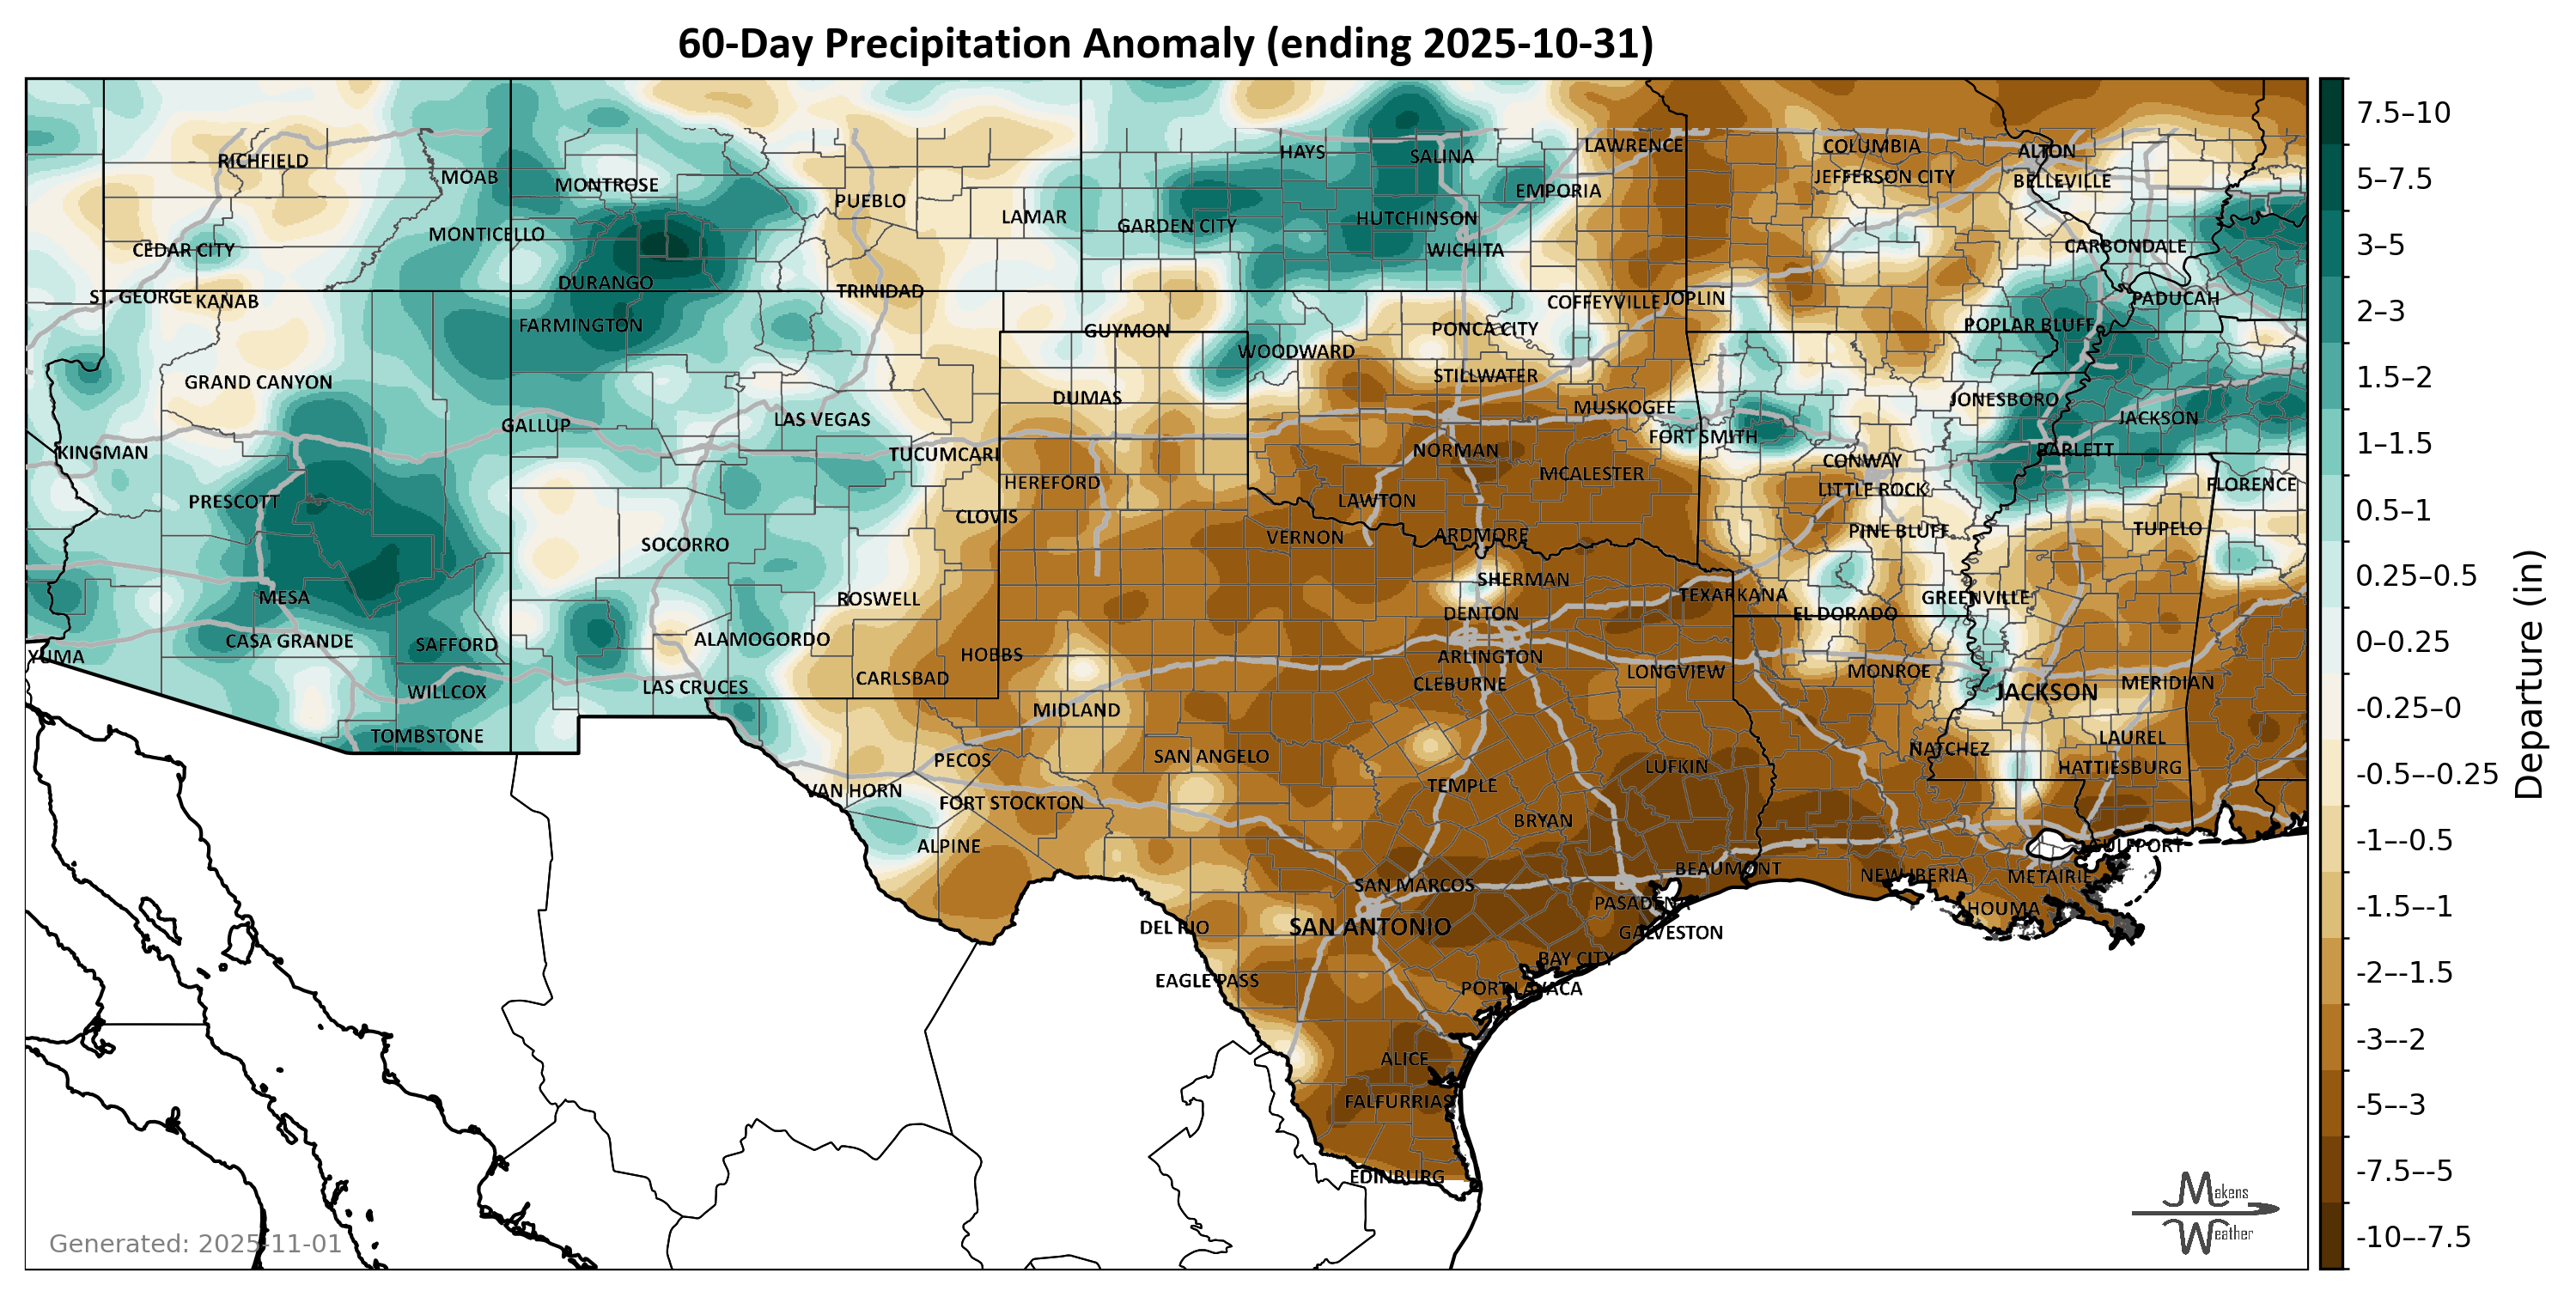 60-Day Precipitation Anomaly (ending 2025-10-31)
HAYS
SALINA
LAWRENCE
COLUMBIA
ALTON
RICHFIELD
MOAB
MONTROSE
PUEBLO
LAMAR
GARDEN CITY
HUTCHINSON
EMPORIA
JEFFERSON CITY
BELLEVILLE
CEDAR CITY
MONTICELLO
WICHITA
CARBONDALE
ST. GEORGE
KANAB
DURANGO
TRINIDAD
COFFEYVILLE
JOPLIN
PADUCAH
FARMINGTON
GUYMON
PONCA CITY
POPLAR BLUFF
WOODWARD
GRAND CANYON
DUMAS
STILLWATER
MUSKOGEE
JONESBORO
GALLUP
LAS VEGAS
FORT SMITH
JACKSON
KINGMAN
TUCUMCARI
NORMAN
BARLETT
CONWAY
PRESCOTT
HEREFORD
LAWTON
MCALESTER
LITTLE ROCK
FLORENCE
SOCORRO
CLOVIS
VERNON
ARDMORE
PINE BLUFF
TUPELO
MESA
ROSWELL
SHERMAN
TEXARKANA
GREENVILLE
CASA GRANDE
SAFFORD
ALAMOGORDO
DENTON
EL DORADO
YUMA
HOBBS
ARLINGTON
WILLCOX
LAS CRUCES
CARLSBAD
CLEBURNE
LONGVIEW
MONROE
JACKSON
MERIDIAN
TOMBSTONE
MIDLAND
PECOS
SAN ANGELO
LUFKIN
NATCHEZ
LAUREL
HATTIESBURG
VAN HORN
FORT STOCKTON
TEMPLE
ALPINE
BRYAN
GULFPORT
SAN MARCOS
BEAUMONT
NEW IBERIA
METAIRIE
DEL RIO
SAN ANTONIO
PASADENA
GALVESTON
HOUMA
EAGLE PASS
BAY CITY
PORT LAVACA
ALICE
FALFURRIAS
EDINBURG
7.5–10
5–7.5
3–5
2–3
1.5–2
1–1.5
0.5–1
0.25–0.5
0–0.25
-0.25–0
-0.5–-0.25
-1–-0.5
-1.5–-1
-2–-1.5
-3–-2
-5–-3
-7.5–-5
-10–-7.5
Departure (in)
Generated: 2025-11-01
Makens
Weather